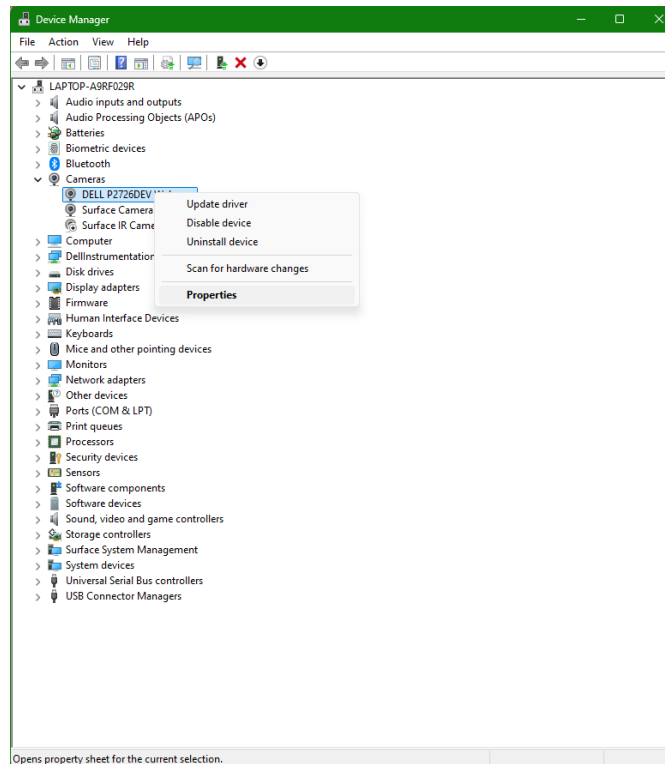 Device Manager
File Action View Help
LAPTOP-A9RF029R
Audio inputs and outputs
Audio Processing Objects (APOs)
Batteries
Biometric devices
Bluetooth
Cameras
DELL P2726DEV
Surface Camera
Surface IR Came
Computer
DellInstrumentation
Disk drives
Display adapters
Firmware
Human Interface Devices
Keyboards
Mice and other pointing devices
Monitors
Network adapters
Other devices
Ports (COM & LPT)
Print queues
Processors
Security devices
Sensors
Software components
Software devices
Sound, video and game controllers
Storage controllers
Surface System Management
System devices
Universal Serial Bus controllers
USB Connector Managers
Update driver
Disable device
Uninstall device
Scan for hardware changes
Properties
Opens property sheet for the current selection.